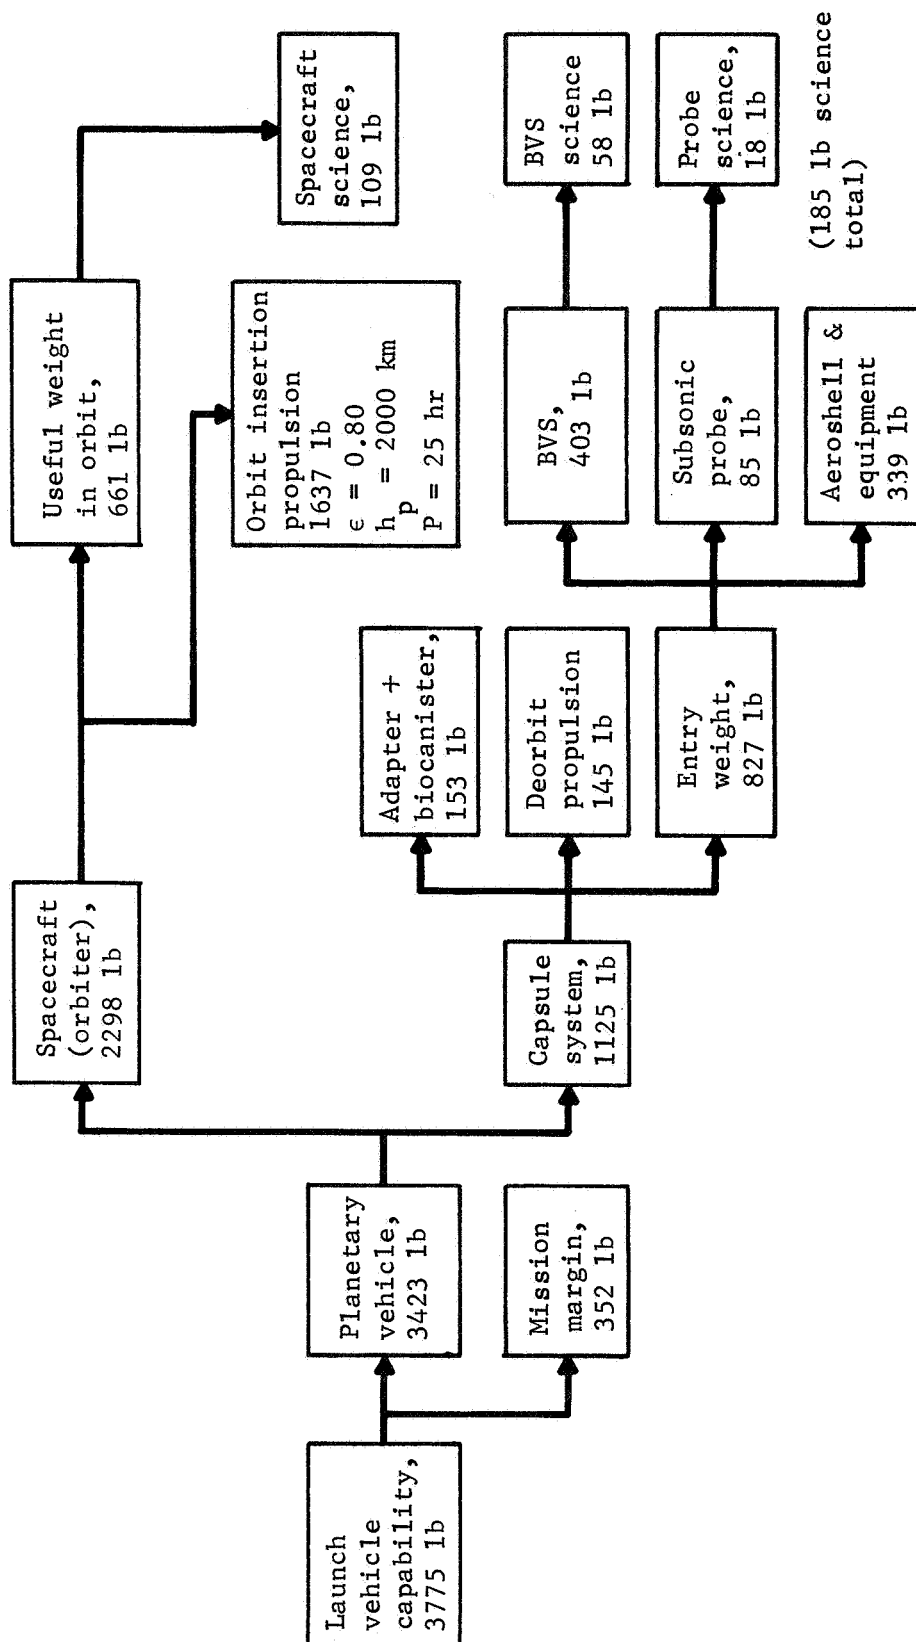 Launch
vehicle
capability,
3775 lb
Planetary
vehicle,
3423 lb
Mission
margin,
352 lb
Spacecraft
(orbiter),
2298 lb
Capsule
system,
1125 lb
Useful weight
in orbit,
661 lb
Orbit insertion
propulsion
1637 lb
ϵ = 0.80
hp = 2000 km
P = 25 hr
Spacecraft
science,
109 lb
Adapter +
biocanister,
153 lb
Deorbit
propulsion
145 lb
Entry
weight,
827 lb
BVS,
403 lb
Subsonic
probe,
85 lb
Aeroshell &
equipment
339 lb
BVS
science
58 lb
Probe
science,
18 lb
(185 lb science
total)